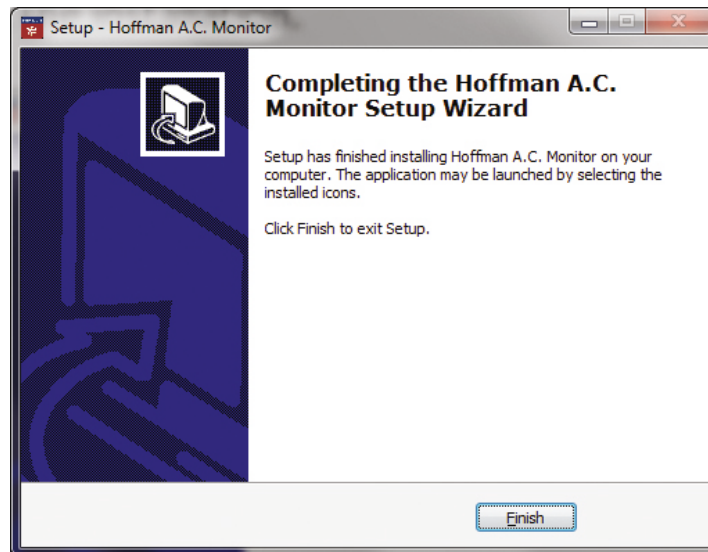 Setup - Hoffman A.C. Monitor
Completing the Hoffman A.C.
Monitor Setup Wizard
Setup has finished installing Hoffman A.C. Monitor on your
computer. The application may be launched by selecting the
installed icons.
Click Finish to exit Setup.
Finish